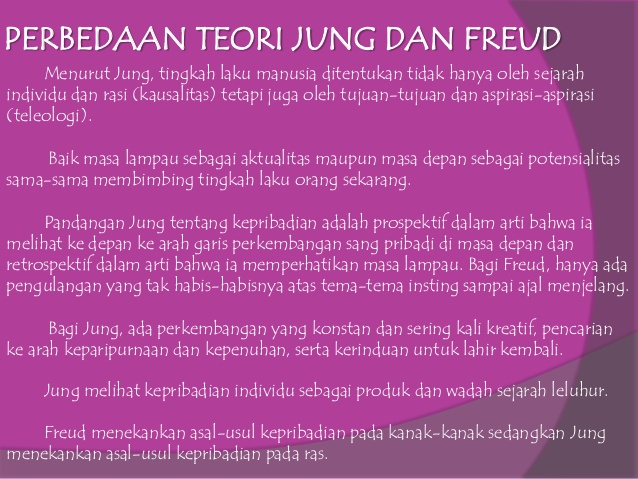 PERBEDAAN TEORI JUNG DAN FREUD
Menurut Jung, tingkah laku manusia ditentukan tidak hanya oleh sejarah
individu dan rasi (kausalitas) tetapi juga oleh tujuan-tujuan dan aspirasi-aspirasi
(teleologi).
Baik masa lampau sebagai aktualitas maupun masa depan sebagai potensialitas
sama-sama membimbing tingkah laku orang sekarang.
Pandangan Jung tentang kepribadian adalah prospektif dalam arti bahwa ia
melihat ke depan ke arah garis perkembangan sang pribadi di masa depan dan
retrospektif dalam arti bahwa ia memperhatikan masa lampau. Bagi Freud, hanya ada
pengulangan yang tak habis-habisnya atas tema-tema insting sampai ajal menjelang.
Bagi Jung, ada perkembangan yang konstan dan sering kali kreatif, pencarian
ke arah keparipurnaan dan kepenuhan, serta kerinduan untuk lahir kembali.
Jung melihat kepribadian individu sebagai produk dan wadah sejarah leluhur.
Freud menekankan asal-usul kepribadian pada kanak-kanak sedangkan Jung
menekankan asal-usul kepribadian pada ras.